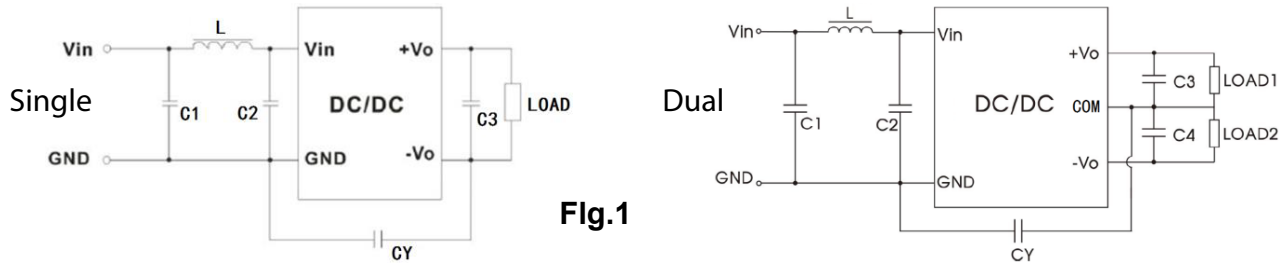 Single
L
Vin
Vin
+Vo
C1
C2
DC/DC
C3
LOAD
GND
GND
-Vo
CY
FIg.1
Dual
L
Vin
Vin
+Vo
C3
LOAD1
C1
C2
DC/DC
COM
C4
LOAD2
-Vo
GND
GND
CY